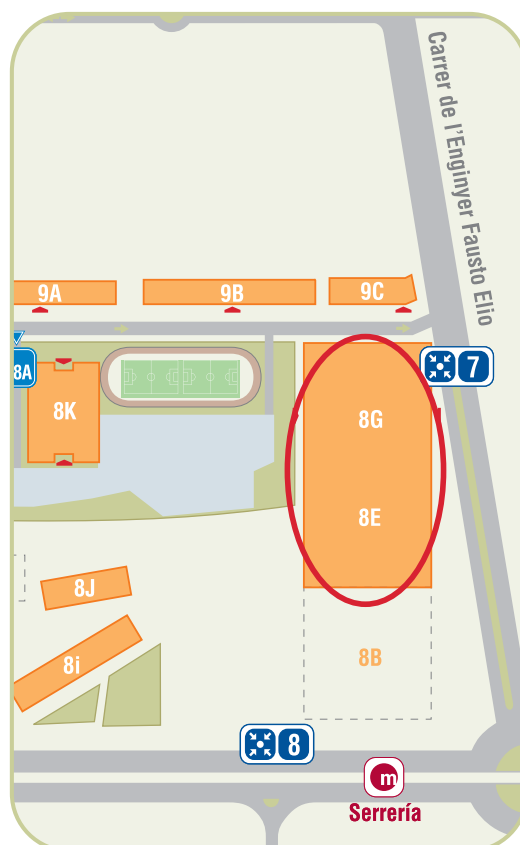 Carrer de l'Enginyer Fausto Elio
9A
9B
9C
8A
7
8K
8G
8E
8J
8i
8B
8
m
Serrería